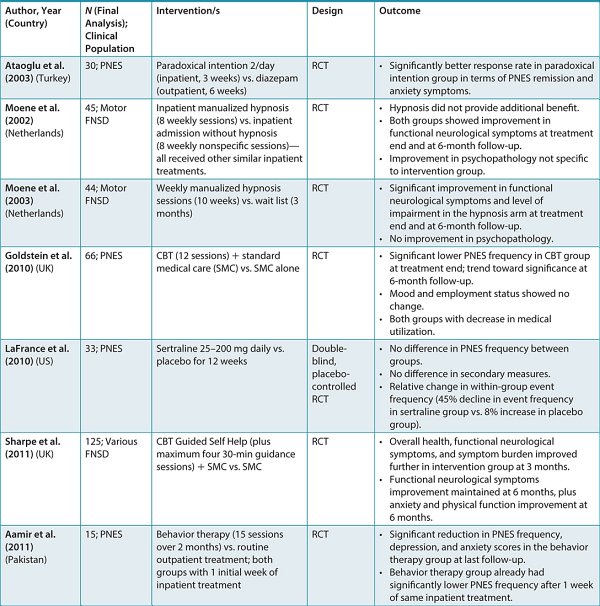 Author, Year
(Country)
N (Final
Analysis);
Clinical
Population
Intervention/s
Design
Outcome
Ataoglu et al.
(2003) (Turkey)
30; PNES
Paradoxical intention 2/day
(inpatient, 3 weeks) vs. diazepam
(outpatient, 6 weeks)
RCT
• Significantly better response rate in paradoxical
intention group in terms of PNES remission and
anxiety symptoms.
Moene et al.
(2002)
(Netherlands)
45; Motor
FNSD
Inpatient manualized hypnosis
(8 weekly sessions) vs. inpatient
admission without hypnosis
(8 weekly nonspecific sessions)—
all received other similar inpatient
treatments.
RCT
• Hypnosis did not provide additional benefit.
• Both groups showed improvement in
functional neurological symptoms at treatment
end and at 6-month follow-up.
• Improvement in psychopathology not specific
to intervention group.
Moene et al.
(2003)
(Netherlands)
44; Motor
FNSD
Weekly manualized hypnosis
sessions (10 weeks) vs. wait list (3
months)
RCT
• Significant improvement in functional
neurological symptoms and level of
impairment in the hypnosis arm at treatment
end and at 6-month follow-up.
• No improvement in psychopathology.
Goldstein et al.
(2010) (UK)
66; PNES
CBT (12 sessions) + standard
medical care (SMC) vs. SMC alone
RCT
• Significant lower PNES frequency in CBT group
at treatment end; trend toward significance at
6-month follow-up.
• Mood and employment status showed no
change.
• Both groups with decrease in medical
utilization.
LaFrance et al.
(2010) (US)
33; PNES
Sertraline 25–200 mg daily vs.
placebo for 12 weeks
Double-
blind,
placebo-
controlled
RCT
• No difference in PNES frequency between
groups.
• No difference in secondary measures.
• Relative change in within-group event
frequency (45% decline in event frequency
in sertraline group vs. 8% increase in placebo
group).
Sharpe et al.
(2011) (UK)
125; Various
FNSD
CBT Guided Self Help (plus
maximum four 30-min guidance
sessions) + SMC vs. SMC
RCT
• Overall health, functional neurological
symptoms, and symptom burden improved
further in intervention group at 3 months.
• Functional neurological symptoms
improvement maintained at 6 months, plus
anxiety and physical function improvement at
6 months.
Aamir et al.
(2011)
(Pakistan)
15; PNES
Behavior therapy (15 sessions
over 2 months) vs. routine
outpatient treatment; both
groups with 1 initial week of
inpatient treatment
RCT
• Significant reduction in PNES frequency,
depression, and anxiety scores in the behavior
therapy group at last follow-up.
• Behavior therapy group already had
significantly lower PNES frequency after 1 week
of same inpatient treatment.